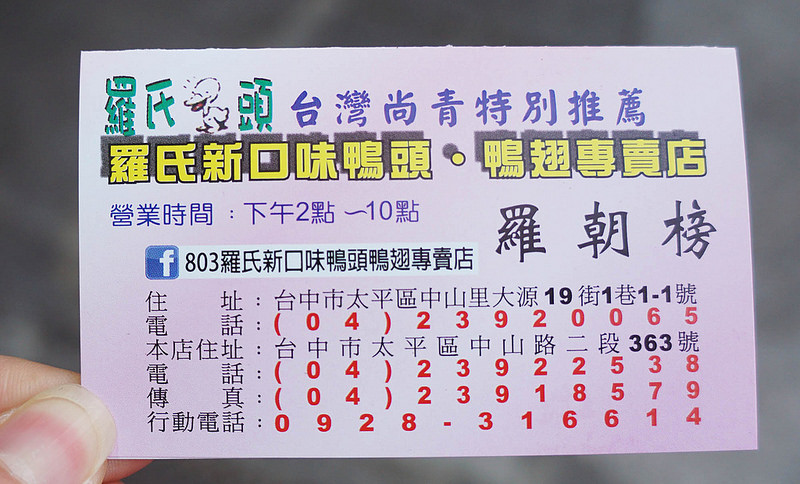 羅氏頭 台灣尚青特別推薦
羅氏新口味鴨頭・鴨翅專賣店
營業時間：下午2點～10點
羅朝榜
f 803羅氏新口味鴨頭鴨翅專賣店
住址：台中市太平區中山里大源19街1巷1-1號
電話：(04)23920065
本店住址：台中市太平區中山路二段363號
電話：(04)23922538
傳真：(04)23918579
行動電話：0928-316614